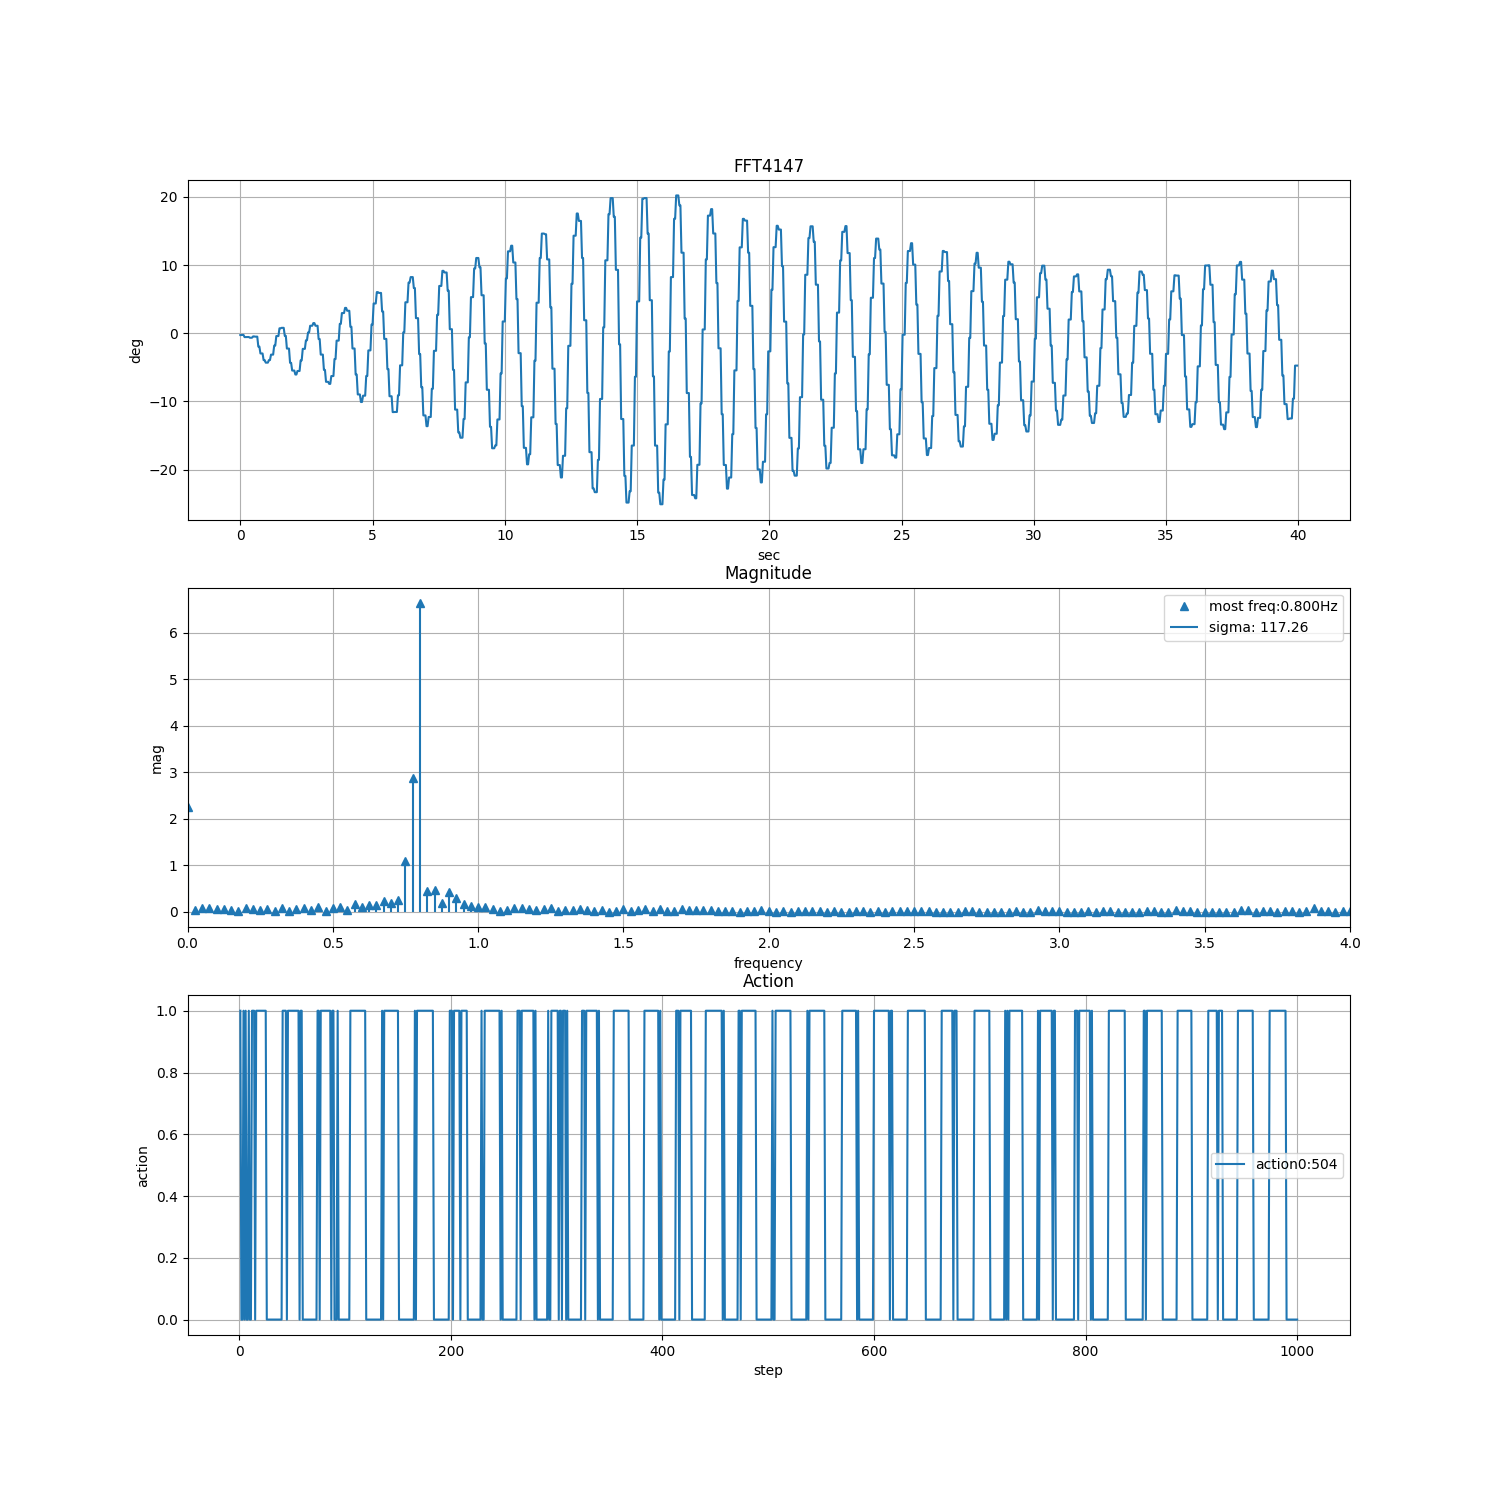 FFT4147
20
10
0
−10
−20
deg
0 5 10 15 20 25 30 35 40
sec
Magnitude
most freq:0.800Hz
sigma: 117.26
6
5
4
3
2
1
0
mag
0.0 0.5 1.0 1.5 2.0 2.5 3.0 3.5 4.0
frequency
Action
1.0
0.8
0.6
0.4
0.2
0.0
action
action0:504
0 200 400 600 800 1000
step